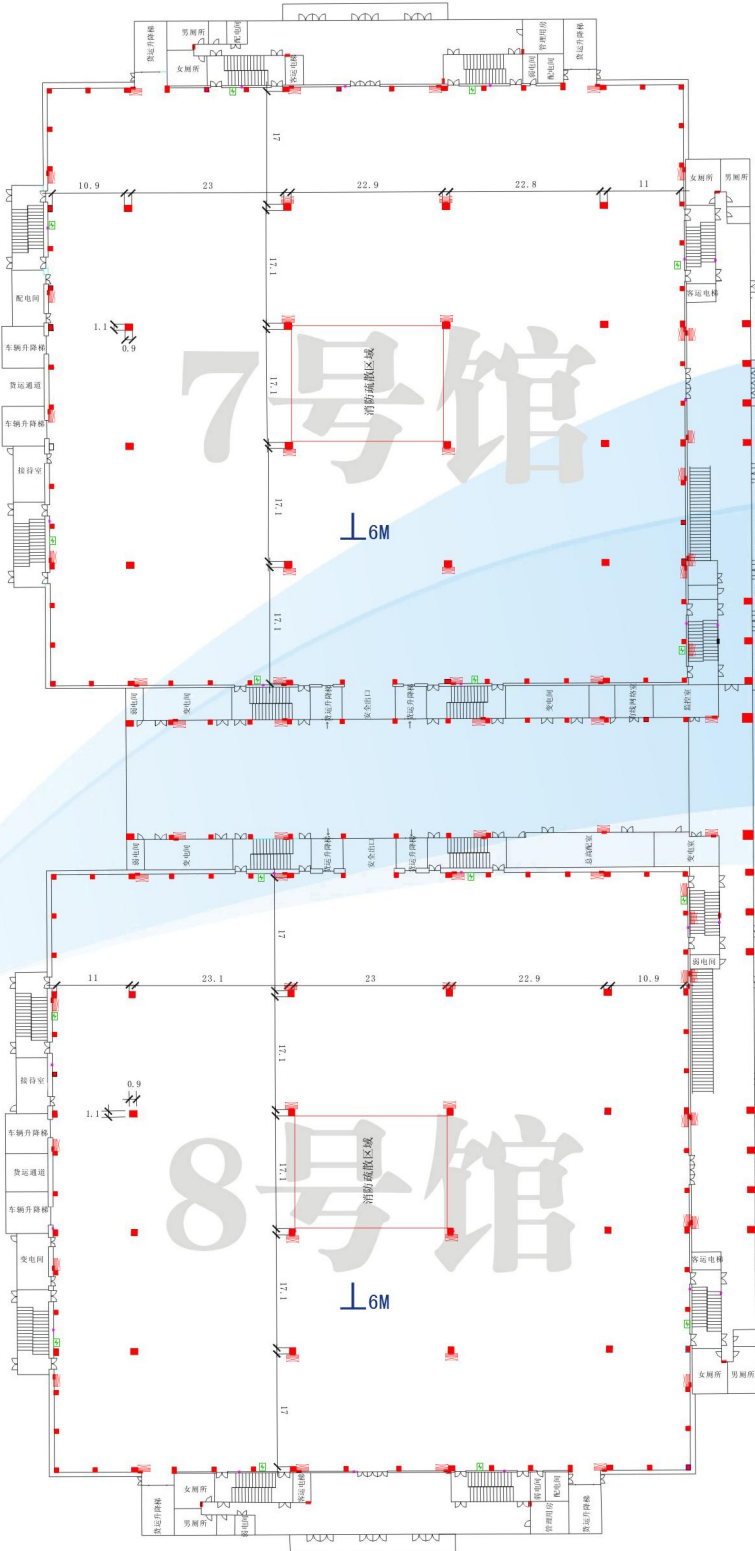 货运升降梯
男厕所
配电间
女厕所
客运电梯
管理用房
货运升降梯
弱电间
配电间
17
10.9
23
22.9
22.8
11
女厕所
男厕所
17.1
客运电梯
配电间
1.1
0.9
车辆升降梯
货运通道
车辆升降梯
接待室
7号馆
17.1
消防疏散区域
17.1
6M
17.1
弱电间
变电间
货运升降梯
安全出口
货运升降梯
变电间
有线网络室
监控室
弱电间
变电间
货运升降梯
安全出口
货运升降梯
总高配室
变电室
17
弱电间
11
23.1
23
22.9
10.9
17.1
接待室
0.9
1.1
车辆升降梯
货运通道
车辆升降梯
变电间
8号馆
17.1
消防疏散区域
客运电梯
17.1
6M
女厕所
男厕所
17
货运升降梯
女厕所
男厕所
弱电间
客运电梯
弱电间
配电间
管理用房
货运升降梯